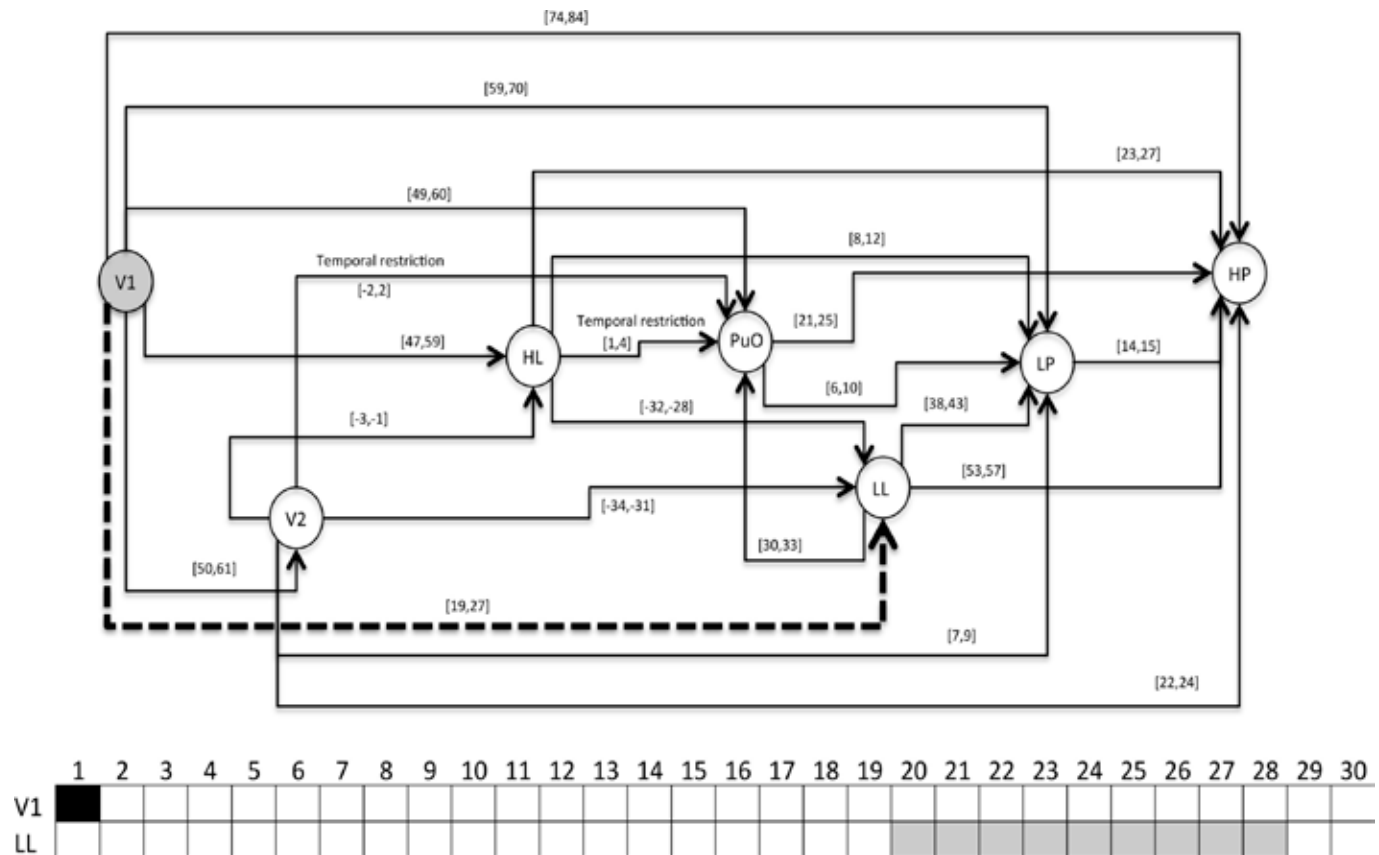 [74,84]
[59,70]
[23,27]
[49,60]
[8,12]
Temporal restriction
[-2,2]
V1
HP
Temporal restriction
[21,25]
[47,59]
HL
[1,4]
PuO
LP
[14,15]
[6,10]
[-32,-28]
[38,43]
[-3,-1]
LL
[53,57]
V2
[-34,-31]
[30,33]
[50,61]
[19,27]
[7,9]
[22,24]
1 2 3 4 5 6 7 8 9 10 11 12 13 14 15 16 17 18 19 20 21 22 23 24 25 26 27 28 29 30
V1
LL